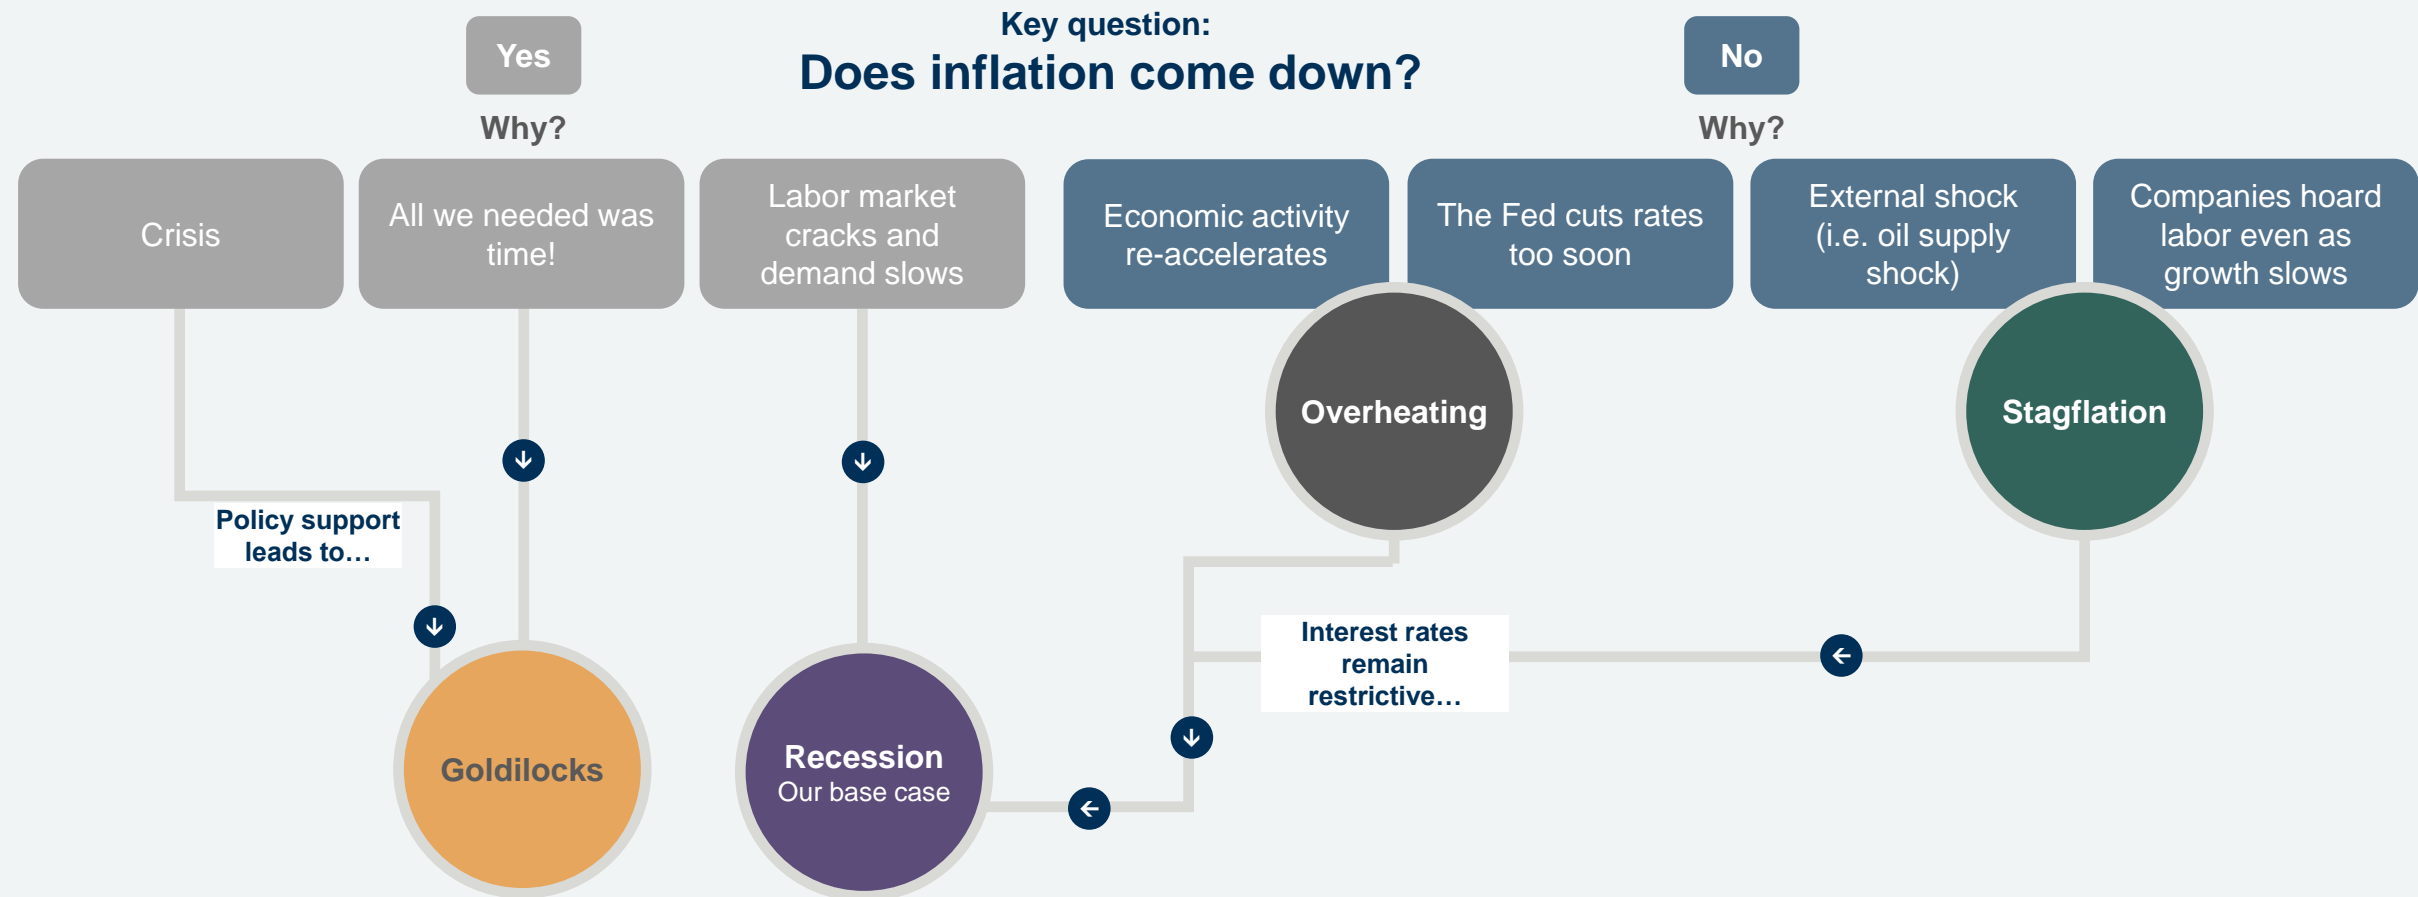 Key question:
Does inflation come down?
Yes
Why?
No
Why?
Crisis
All we needed was
time!
Labor market
cracks and
demand slows
Economic activity
re-accelerates
The Fed cuts rates
too soon
External shock
(i.e. oil supply
shock)
Companies hoard
labor even as
growth slows
Overheating
Stagflation
Policy support
leads to…
Interest rates
remain
restrictive…
Goldilocks
Recession
Our base case